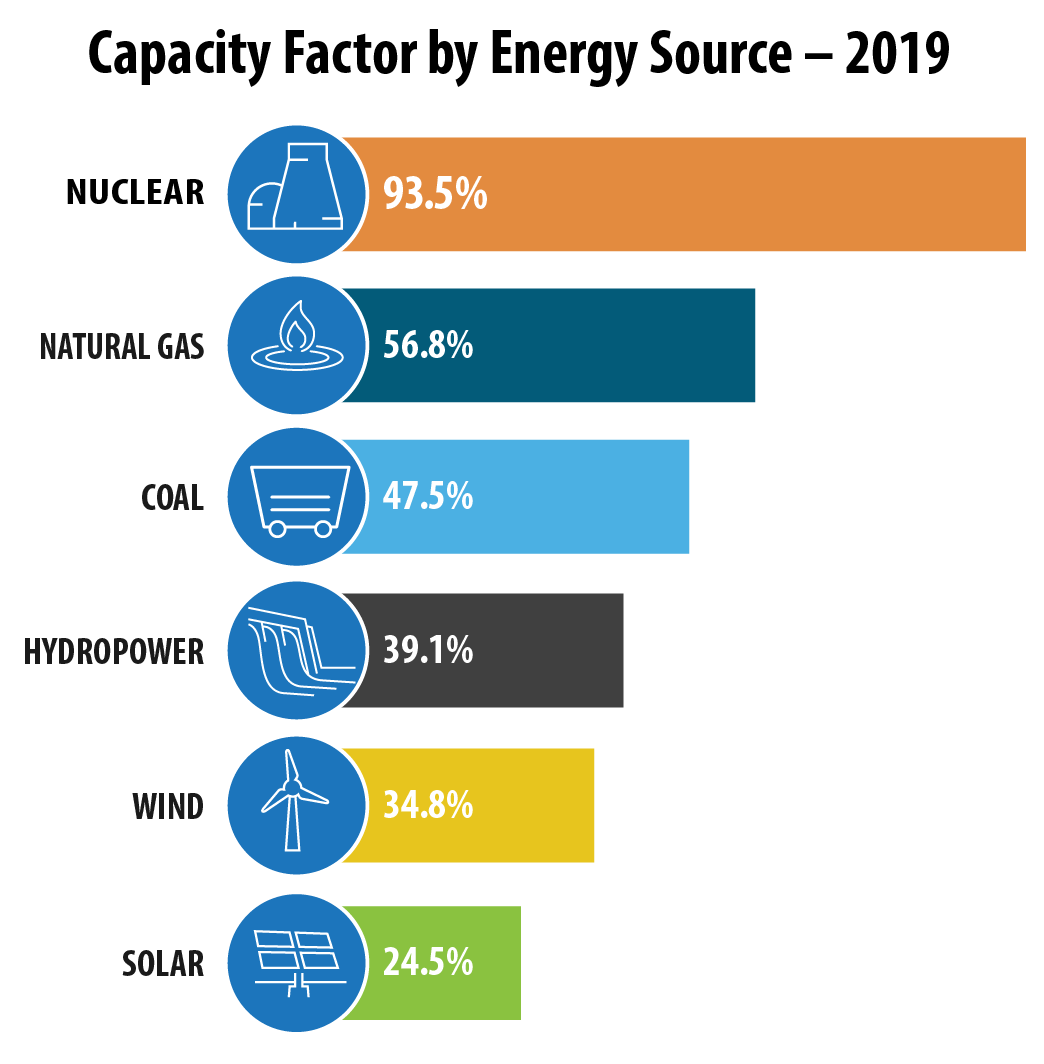 Capacity Factor by Energy Source – 2019
NUCLEAR
93.5%
NATURAL GAS
56.8%
COAL
47.5%
HYDROPOWER
39.1%
WIND
34.8%
SOLAR
24.5%